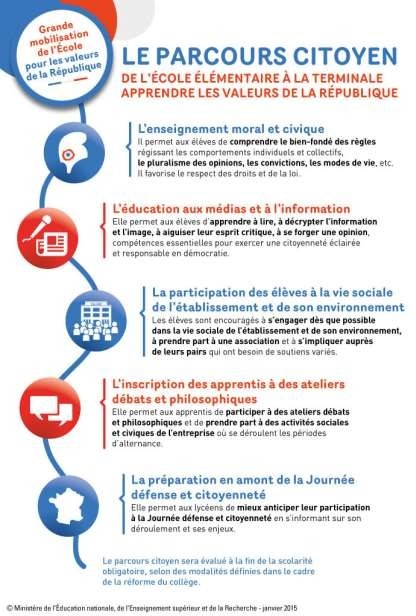 Grande
mobilisation
de l'École
pour les valeurs
de la République
LE PARCOURS CITOYEN
DE L'ÉCOLE ÉLÉMENTAIRE À LA TERMINALE
APPRENDRE LES VALEURS DE LA RÉPUBLIQUE
L'enseignement moral et civique
Il permet aux élèves de comprendre le bien-fondé des règles
régissant les comportements individuels et collectifs,
le pluralisme des opinions, les convictions, les modes de vie, etc.
Il favorise le respect des droits et de la loi.
L'éducation aux médias et à l'information
Elle permet aux élèves d'apprendre à lire, à décrypter l'information
et l'image, à aiguiser leur esprit critique, à se forger une opinion,
compétences essentielles pour exercer une citoyenneté éclairée
et responsable en démocratie.
La participation des élèves à la vie sociale
de l'établissement et de son environnement
Les élèves sont encouragés à s'engager dès que possible
dans la vie sociale de l'établissement et de son environnement,
à prendre part à une association et à s'impliquer auprès
de leurs pairs qui ont besoin de soutiens variés.
L'inscription des apprentis à des ateliers
débats et philosophiques
Elle permet aux apprentis de participer à des ateliers débats
et philosophiques et de prendre part à des activités sociales
et civiques de l'entreprise où se déroulent les périodes
d'alternance.
La préparation en amont de la Journée
défense et citoyenneté
Elle permet aux lycéens de mieux anticiper leur participation
à la Journée défense et citoyenneté en s'informant sur son
déroulement et ses enjeux.
Le parcours citoyen sera évalué à la fin de la scolarité
obligatoire, selon des modalités définies dans le cadre
de la réforme du collège.
© Ministère de l'Éducation nationale, de l'Enseignement supérieur et de la Recherche - janvier 2015